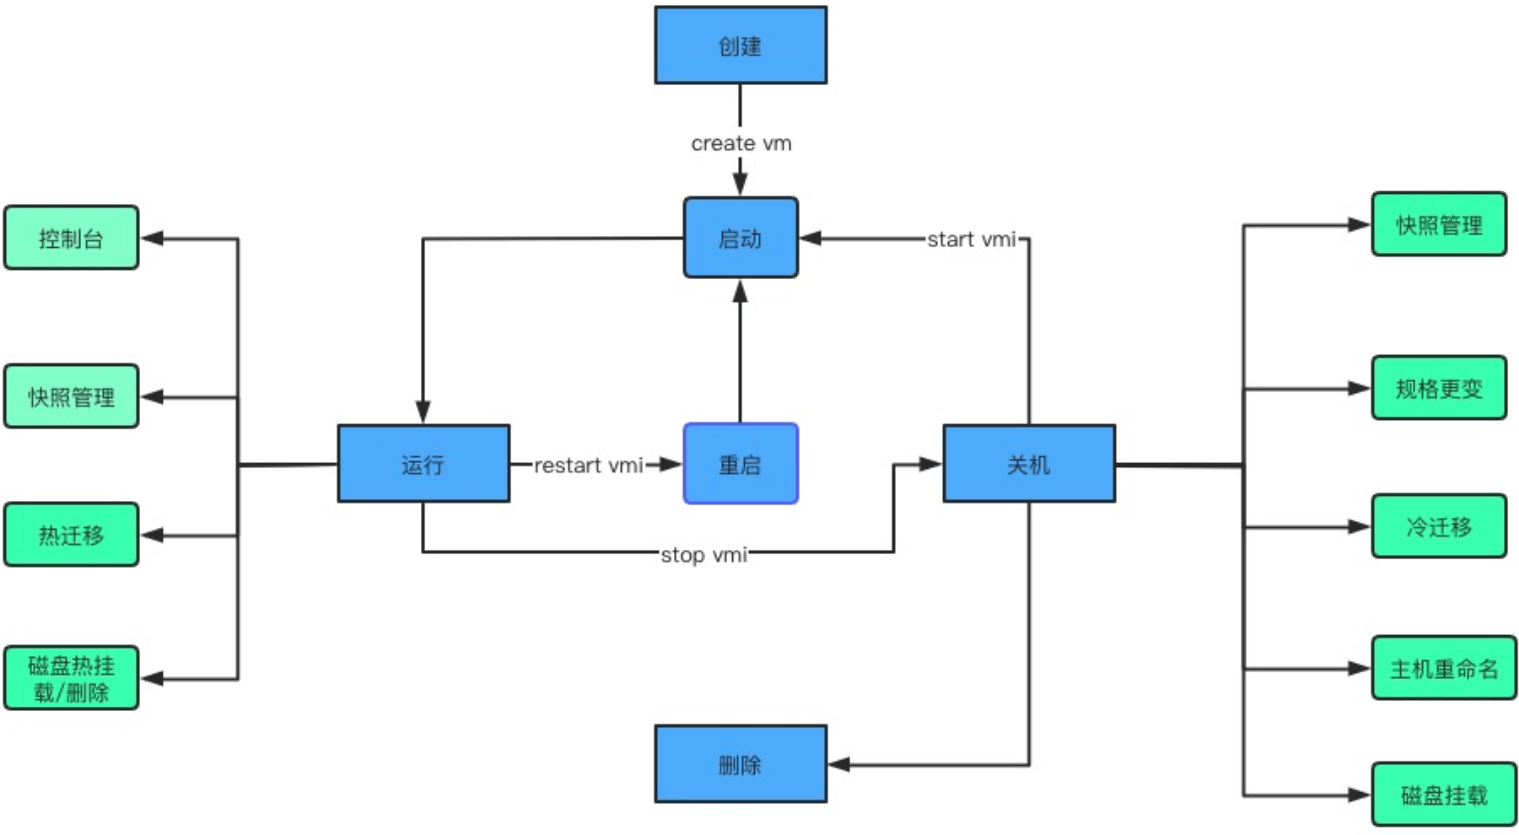 创建
create vm
控制台
启动
start vmi
快照管理
快照管理
规格更变
运行
restart vmi
重启
关机
热迁移
冷迁移
stop vmi
磁盘热挂
载/删除
主机重命名
删除
磁盘挂载